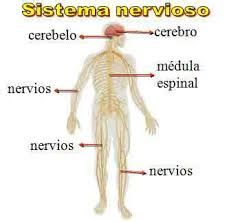 Sistema nervioso
cerebelo
cerebro
médula
espinal
nervios
nervios
nervios